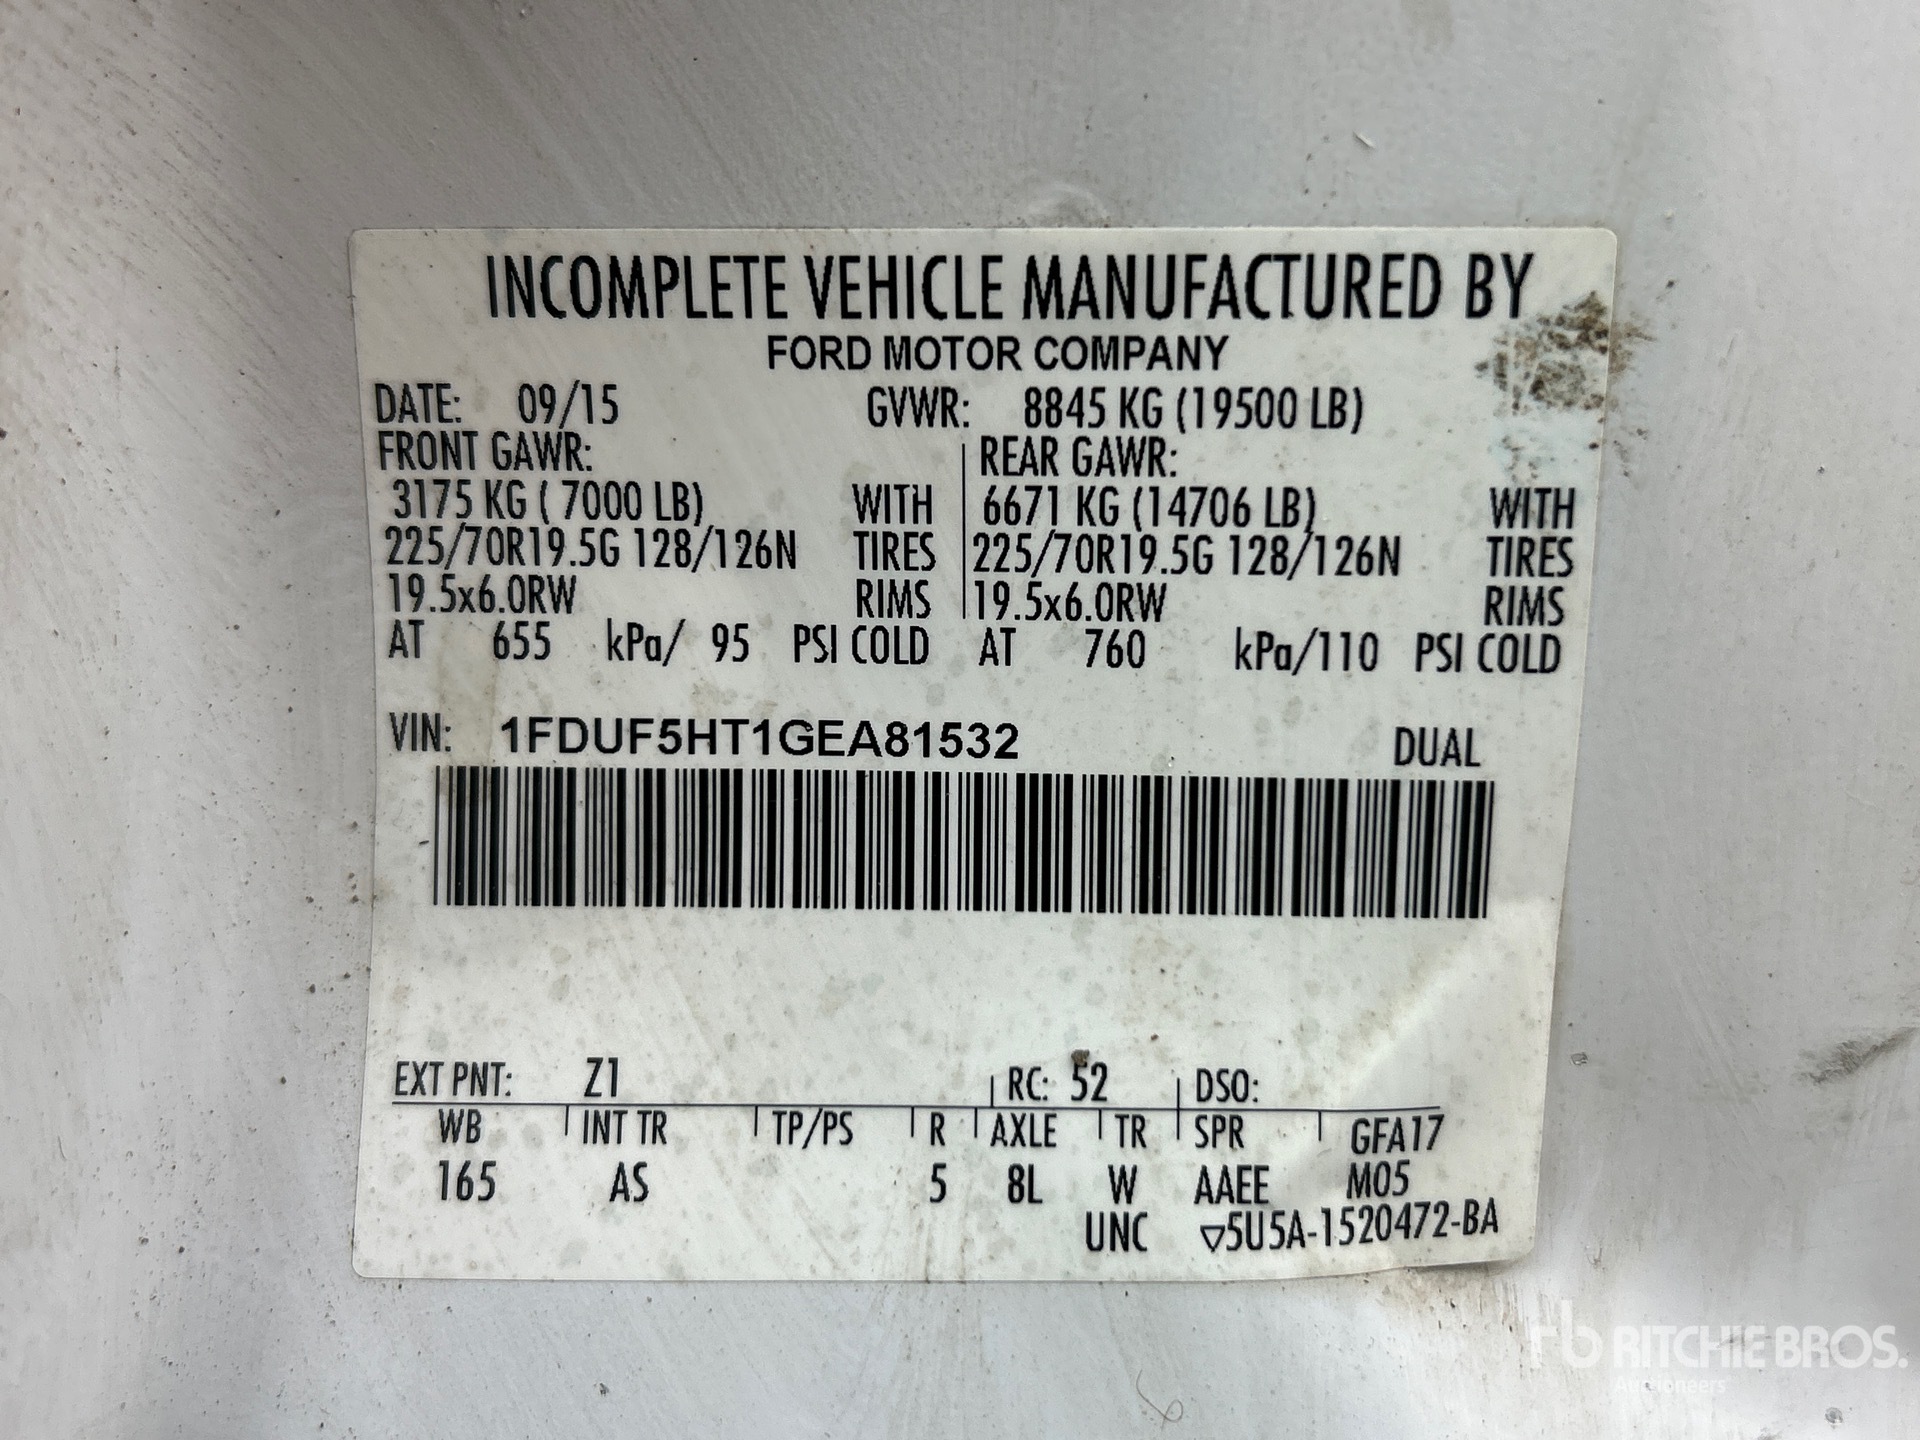 INCOMPLETE VEHICLE MANUFACTURED BY
FORD MOTOR COMPANY
DATE: 09/15 GVWR: 8845 KG (19500 LB)
FRONT GAWR: REAR GAWR:
3175 KG ( 7000 LB) WITH 6671 KG (14706 LB) WITH
225/70R19.5G 128/126N TIRES 225/70R19.5G 128/126N TIRES
19.5x6.0RW RIMS 19.5x6.0RW RIMS
AT 655 kPa/ 95 PSI COLD AT 760 kPa/110 PSI COLD
VIN: 1FDUF5HT1GEA81532 DUAL
EXT PNT: Z1 RC: 52 DSO:
WB INT TR TP/PS R AXLE TR SPR GFA17
165 AS 5 8L W AAEE M05
UNC ▽5U5A-1520472-BA
rb RITCHIE BROS.
Auctioneers